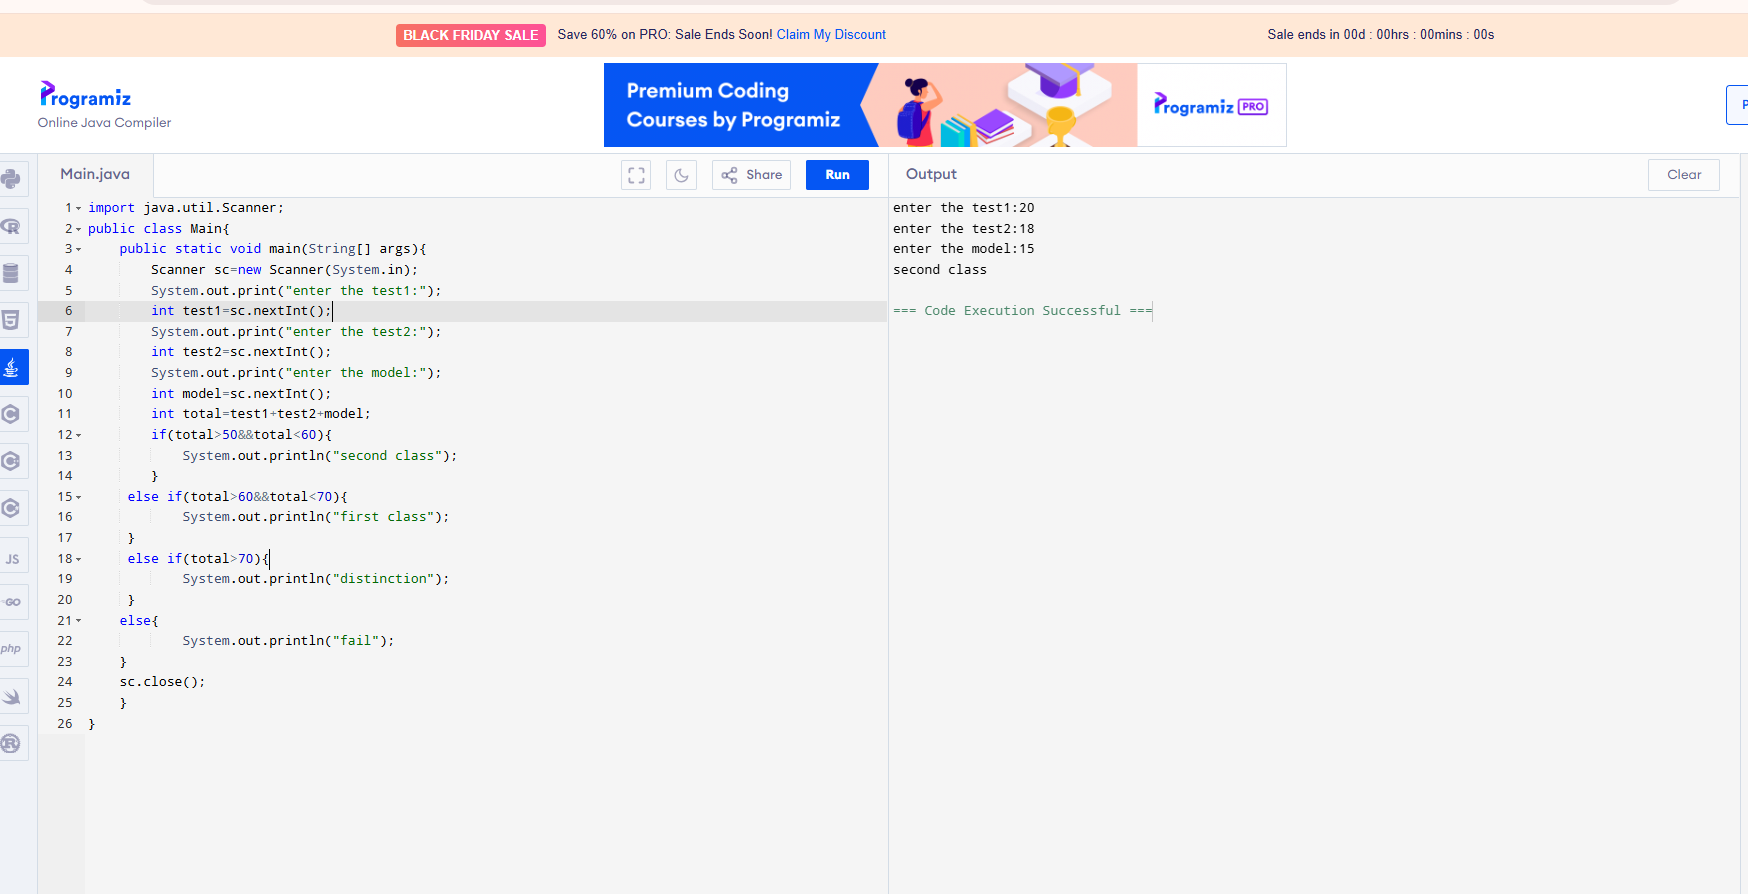 BLACK FRIDAY SALE Save 60% on PRO: Sale Ends Soon! Claim My Discount Sale ends in 00d : 00hrs : 00mins : 00s
Programiz
Online Java Compiler
Premium Coding
Courses by Programiz
Programiz PRO
P
Main.java
Share
Run
Output
Clear
1 import java.util.Scanner;
2 public class Main{
3     public static void main(String[] args){
4         Scanner sc=new Scanner(System.in);
5         System.out.print("enter the test1:");
6         int test1=sc.nextInt();
7         System.out.print("enter the test2:");
8         int test2=sc.nextInt();
9         System.out.print("enter the model:");
10         int model=sc.nextInt();
11         int total=test1+test2+model;
12         if(total>50&&total<60){
13             System.out.println("second class");
14         }
15      else if(total>60&&total<70){
16             System.out.println("first class");
17      }
18      else if(total>70){
19             System.out.println("distinction");
20      }
21     else{
22             System.out.println("fail");
23     }
24     sc.close();
25     }
26 }
enter the test1:20
enter the test2:18
enter the model:15
second class
=== Code Execution Successful ===
R
5
C
C
C
JS
GO
php
R